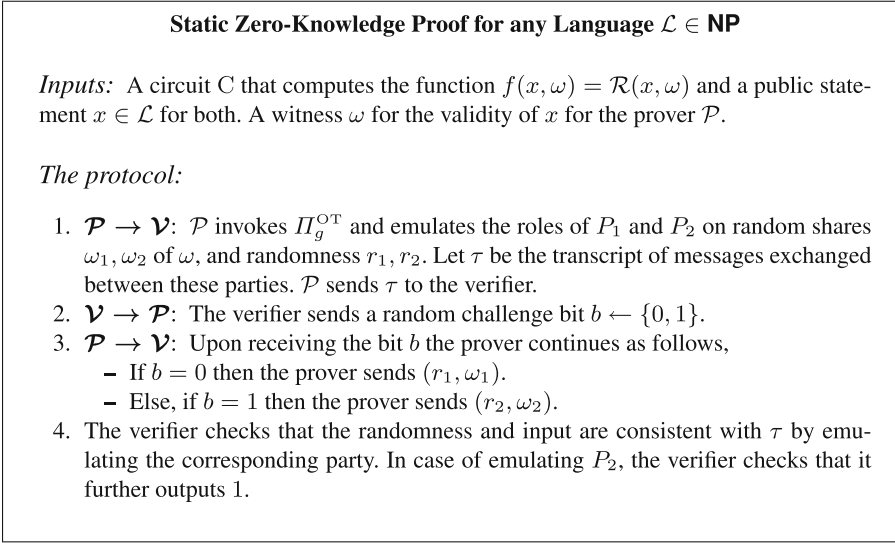 Static Zero-Knowledge Proof for any Language ℒ ∈ NP
Inputs: A circuit C that computes the function f(x, ω) = ℛ(x, ω) and a public state-
ment x ∈ ℒ for both. A witness ω for the validity of x for the prover 𝒫.
The protocol:
1. 𝒫 → 𝒱: 𝒫 invokes Π_g^OT and emulates the roles of P₁ and P₂ on random shares
ω₁, ω₂ of ω, and randomness r₁, r₂. Let τ be the transcript of messages exchanged
between these parties. 𝒫 sends τ to the verifier.
2. 𝒱 → 𝒫: The verifier sends a random challenge bit b ← {0, 1}.
3. 𝒫 → 𝒱: Upon receiving the bit b the prover continues as follows,
– If b = 0 then the prover sends (r₁, ω₁).
– Else, if b = 1 then the prover sends (r₂, ω₂).
4. The verifier checks that the randomness and input are consistent with τ by emu-
lating the corresponding party. In case of emulating P₂, the verifier checks that it
further outputs 1.